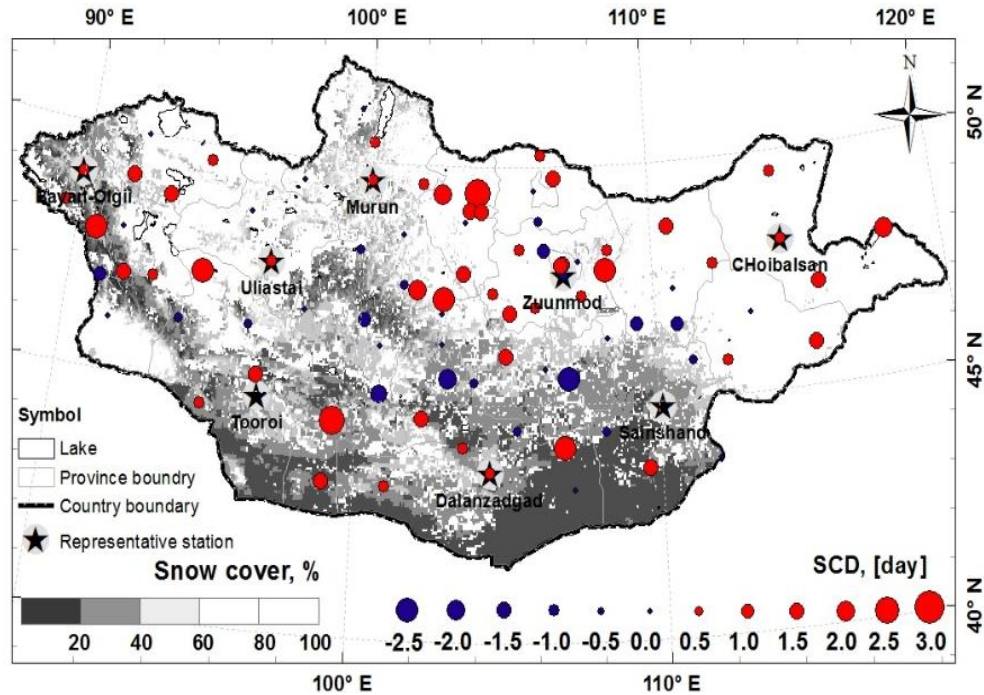 90° E 100° E 110° E 120° E
N
50° N
Bayan-Olgil
Murun
CHoibalsan
Uliastai
Zuunmod
45° N
Symbol
Tooroi
Sainshand
Lake
Province boundry
Dalanzadgad
Country boundary
Representative station
Snow cover, %
SCD, [day]
40° N
20 40 60 80 100
-2.5 -2.0 -1.5 -1.0 -0.5 0.0 0.5 1.0 1.5 2.0 2.5 3.0
100° E 110° E